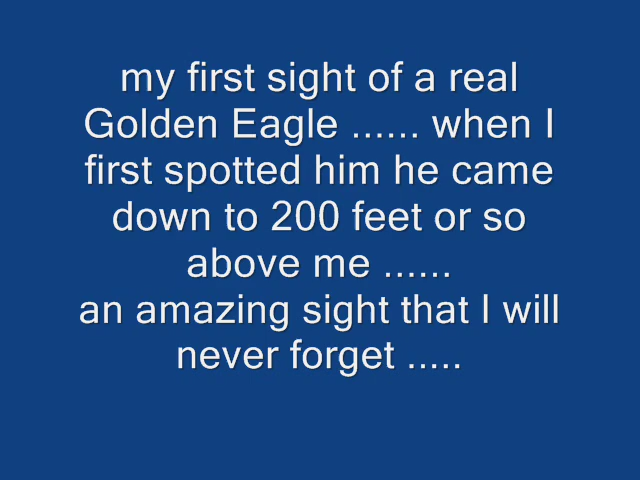 my first sight of a real
Golden Eagle ...... when I
first spotted him he came
down to 200 feet or so
above me ......
an amazing sight that I will
never forget .....